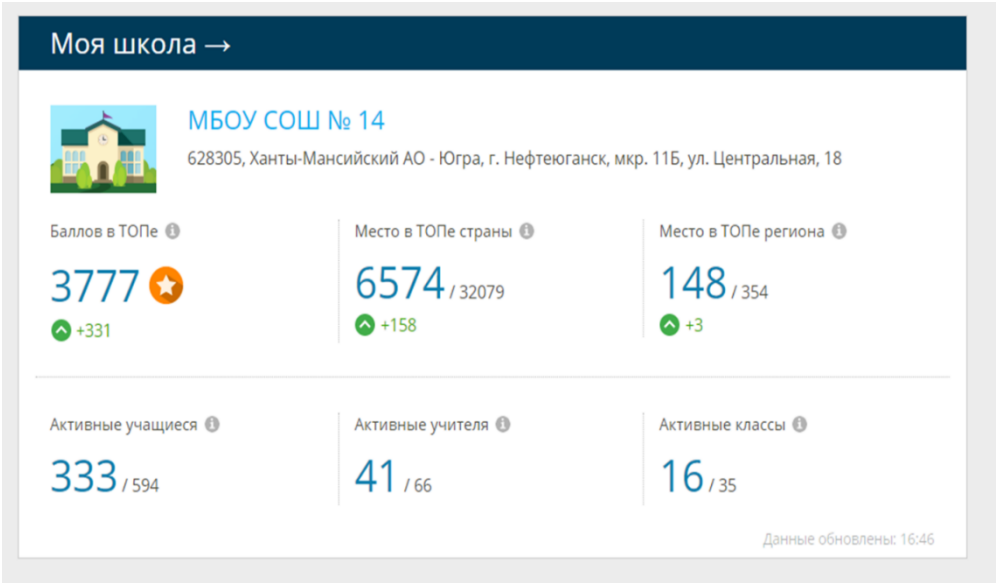 Моя школа →
МБОУ СОШ № 14
628305, Ханты-Мансийский АО - Югра, г. Нефтеюганск, мкр. 11Б, ул. Центральная, 18
Баллов в ТОПе
Место в ТОПе страны
Место в ТОПе региона
3777
6574 / 32079
148 / 354
+331
+158
+3
Активные учащиеся
Активные учителя
Активные классы
333 / 594
41 / 66
16 / 35
Данные обновлены: 16:46